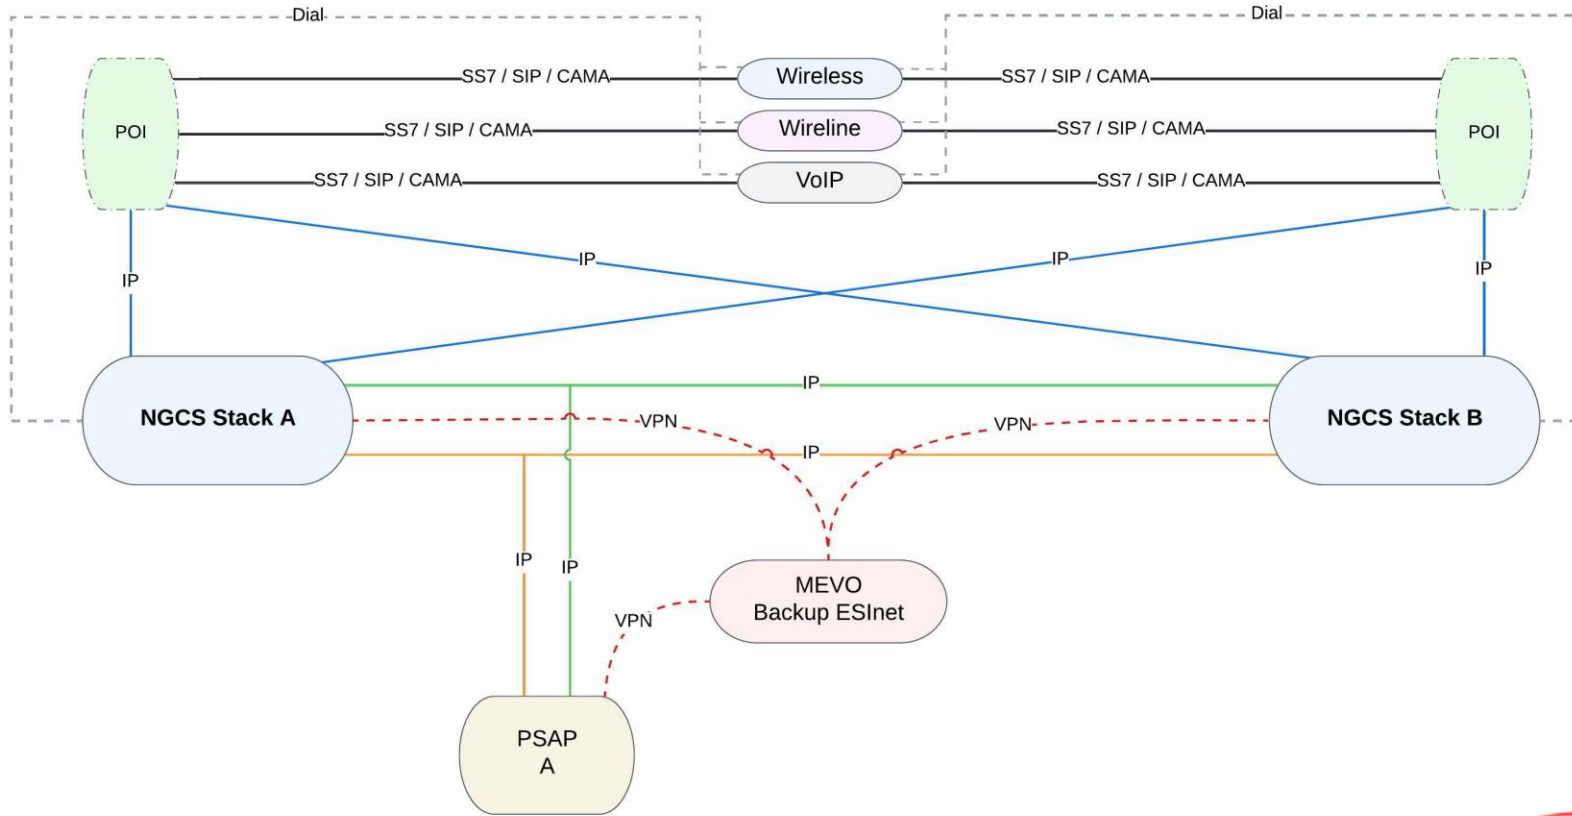 Dial
Dial
SS7 / SIP / CAMA
Wireless
SS7 / SIP / CAMA
POI
SS7 / SIP / CAMA
Wireline
SS7 / SIP / CAMA
POI
SS7 / SIP / CAMA
VoIP
SS7 / SIP / CAMA
IP
IP
IP
IP
IP
NGCS Stack A
VPN
VPN
NGCS Stack B
IP
IP
IP
MEVO
Backup ESInet
VPN
PSAP
A